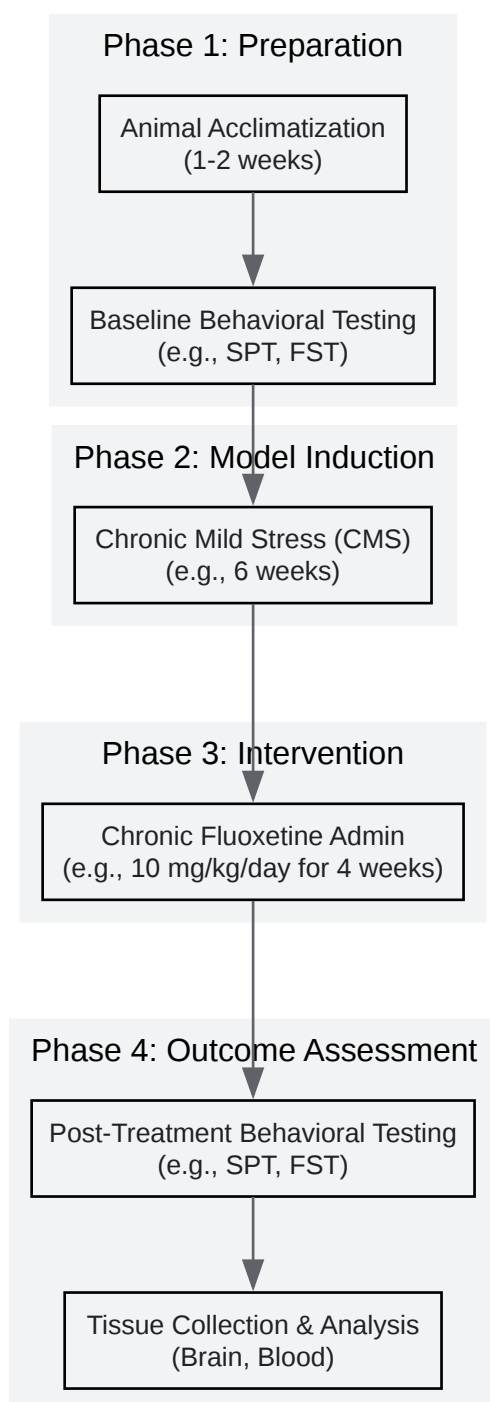 Phase 1: Preparation
Animal Acclimatization
(1-2 weeks)
Baseline Behavioral Testing
(e.g., SPT, FST)
Phase 2: Model Induction
Chronic Mild Stress (CMS)
(e.g., 6 weeks)
Phase 3: Intervention
Chronic Fluoxetine Admin
(e.g., 10 mg/kg/day for 4 weeks)
Phase 4: Outcome Assessment
Post-Treatment Behavioral Testing
(e.g., SPT, FST)
Tissue Collection & Analysis
(Brain, Blood)